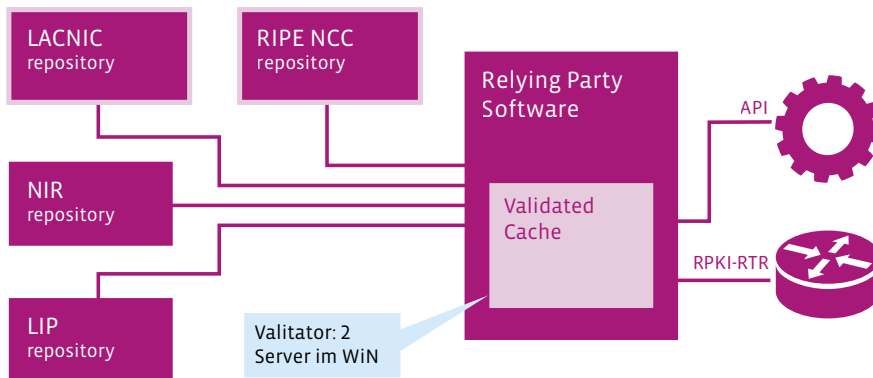 LACNIC
repository
RIPE NCC
repository
Relying Party
Software
API
NIR
repository
Validated
Cache
RPKI-RTR
LIP
repository
Valitator: 2
Server im WiN